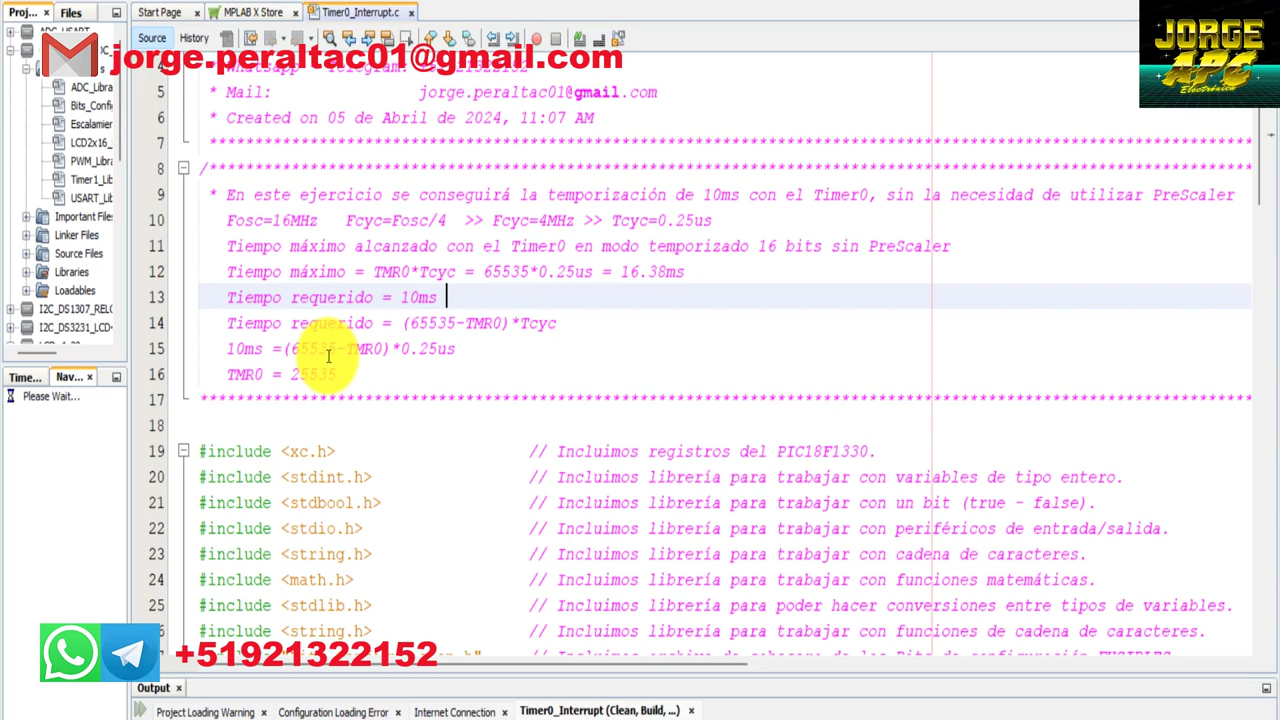 Proj... × Files
Start Page × MPLAB X Store × Timer0_Interrupt.c ×
Source History
JORGE
APC
Electrónica
jorge.peraltac01@gmail.com
ADC_Libra
Bits_Confi
Escalamier
LCD2x16_
PWM_Libra
Timer1_Lib
USART_Lib
Important Files
Linker Files
Source Files
Libraries
Loadables
I2C_DS1307_RELO
I2C_DS3231_LCD
Time... Nav... ×
Please Wait...
5 * Mail: jorge.peraltac01@gmail.com
6 * Created on 05 de Abril de 2024, 11:07 AM
7 ********************************************************************
8 /********************************************************************
9 * En este ejercicio se conseguirá la temporización de 10ms con el Timer0, sin la necesidad de utilizar PreScaler
10 Fosc=16MHz Fcyc=Fosc/4 >> Fcyc=4MHz >> Tcyc=0.25us
11 Tiempo máximo alcanzado con el Timer0 en modo temporizado 16 bits sin PreScaler
12 Tiempo máximo = TMR0*Tcyc = 65535*0.25us = 16.38ms
13 Tiempo requerido = 10ms
14 Tiempo requerido = (65535-TMR0)*Tcyc
15 10ms =(65535-TMR0)*0.25us
16 TMR0 = 25535
17 ********************************************************************
18
19 #include <xc.h> // Incluimos registros del PIC18F1330.
20 #include <stdint.h> // Incluimos librería para trabajar con variables de tipo entero.
21 #include <stdbool.h> // Incluimos librería para trabajar con un bit (true - false).
22 #include <stdio.h> // Incluimos librería para trabajar con periféricos de entrada/salida.
23 #include <string.h> // Incluimos librería para trabajar con cadena de caracteres.
24 #include <math.h> // Incluimos librería para trabajar con funciones matemáticas.
25 #include <stdlib.h> // Incluimos librería para poder hacer conversiones entre tipos de variables.
26 #include <string.h> // Incluimos librería para trabajar con funciones de cadena de caracteres.
+51921322152
Output ×
Project Loading Warning × Configuration Loading Error × Internet Connection × Timer0_Interrupt (Clean, Build, ...) ×